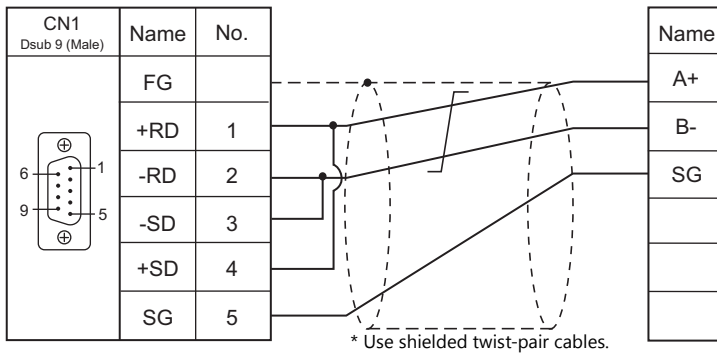 CN1
Dsub 9 (Male)
Name No.
Name
FG
A+
+RD 1
B-
-RD 2
SG
-SD 3
+SD 4
SG 5
6 1
9 5
* Use shielded twist-pair cables.